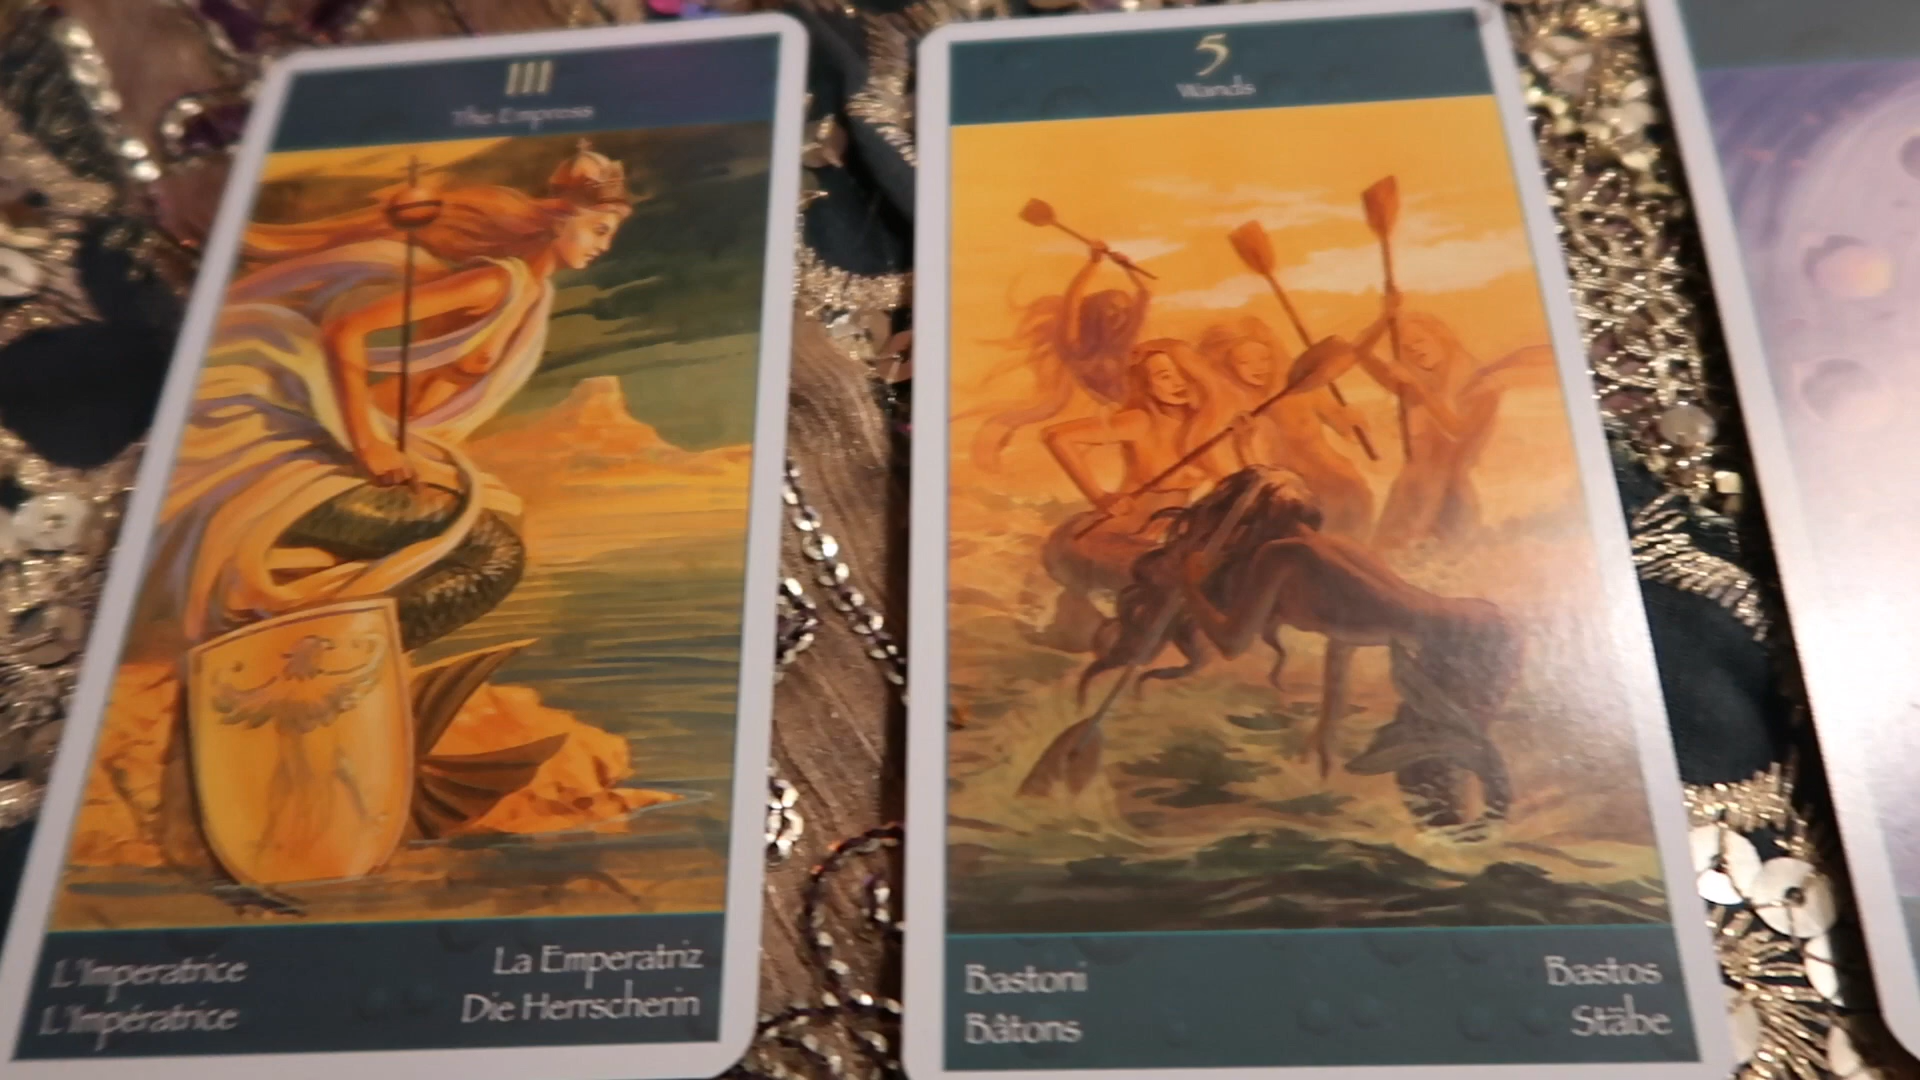 III
The Empress
L'Imperatrice
L'Impératrice
La Emperatriz
Die Herrscherin
5
Wands
Bastoni
Bâtons
Bastos
Stäbe